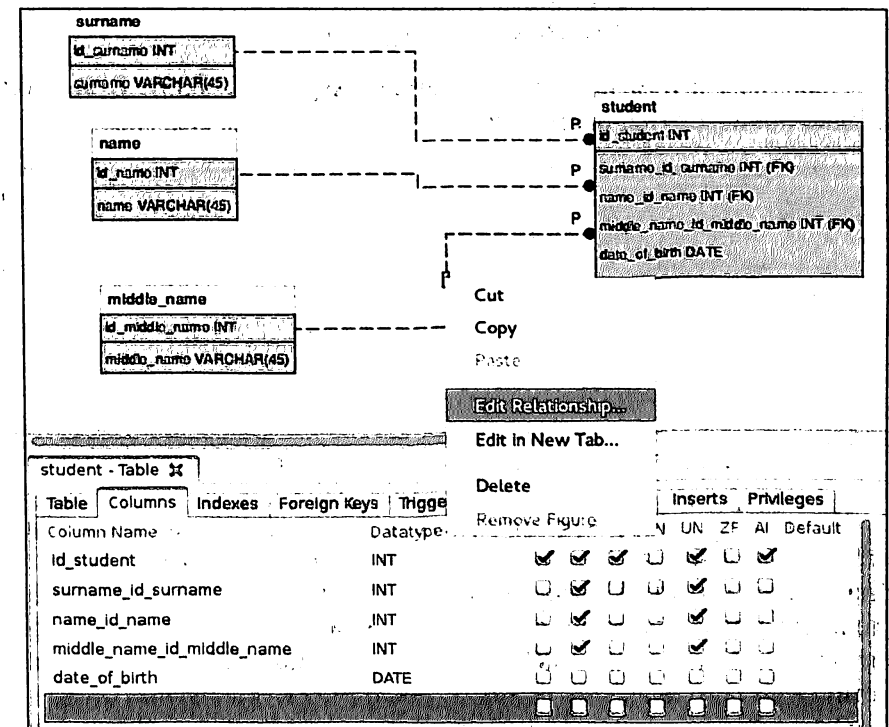 surname
id_surname INT
surname VARCHAR(45)
name
id_name INT
name VARCHAR(45)
middle_name
id_middle_name INT
middle_name VARCHAR(45)
student
P
id_student INT
P
surname_id_surname INT (FK)
name_id_name INT (FK)
P
middle_name_id_middle_name INT (FK)
date_of_birth DATE
Cut
Copy
Paste
Edit Relationship...
Edit in New Tab...
Delete
Remove Figure
student - Table
Table Columns Indexes Foreign Keys Trigge Inserts Privileges
Column Name Datatype N UN ZF AI Default
id_student INT
surname_id_surname INT
name_id_name INT
middle_name_id_middle_name INT
date_of_birth DATE